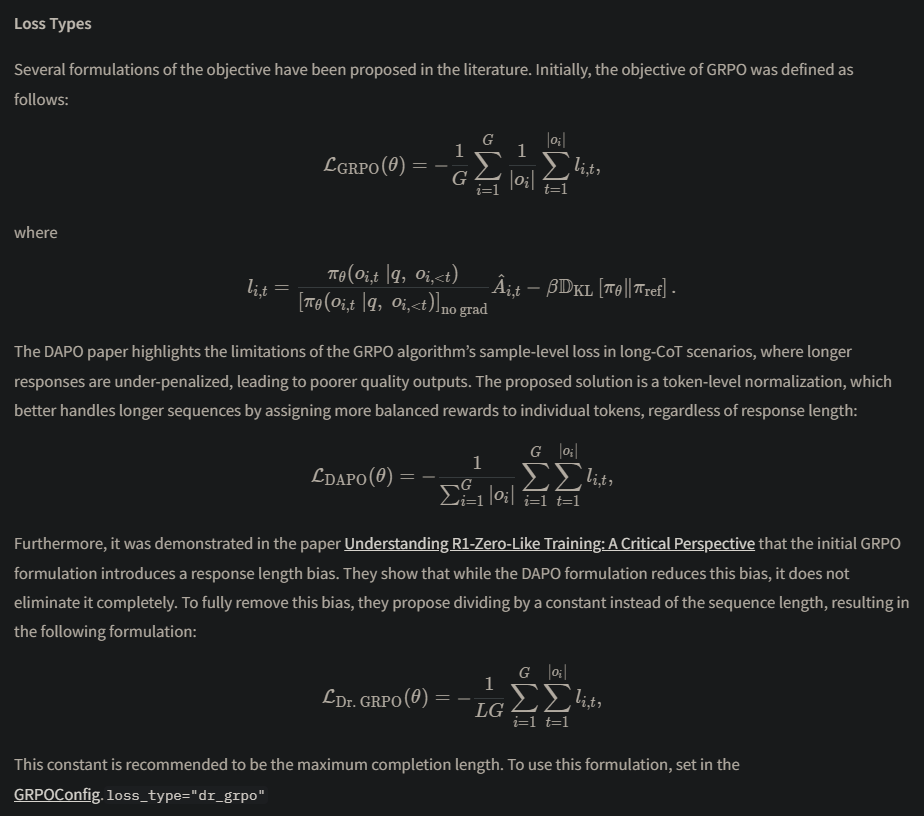 Loss Types
Several formulations of the objective have been proposed in the literature. Initially, the objective of GRPO was defined as
follows:
$$\mathcal{L}_{\text{GRPO}}(\theta) = -\frac{1}{G} \sum_{i=1}^{G} \frac{1}{|o_i|} \sum_{t=1}^{|o_i|} l_{i,t},$$
where
$$l_{i,t} = \frac{\pi_\theta(o_{i,t} \mid q, o_{i,<t})}{[\pi_\theta(o_{i,t} \mid q, o_{i,<t})]_{\text{no grad}}} \hat{A}_{i,t} - \beta \mathbb{D}_{\text{KL}} [\pi_\theta \| \pi_{\text{ref}}].$$
The DAPO paper highlights the limitations of the GRPO algorithm’s sample-level loss in long-CoT scenarios, where longer
responses are under-penalized, leading to poorer quality outputs. The proposed solution is a token-level normalization, which
better handles longer sequences by assigning more balanced rewards to individual tokens, regardless of response length:
$$\mathcal{L}_{\text{DAPO}}(\theta) = -\frac{1}{\sum_{i=1}^{G} |o_i|} \sum_{i=1}^{G} \sum_{t=1}^{|o_i|} l_{i,t},$$
Furthermore, it was demonstrated in the paper Understanding R1-Zero-Like Training: A Critical Perspective that the initial GRPO
formulation introduces a response length bias. They show that while the DAPO formulation reduces this bias, it does not
eliminate it completely. To fully remove this bias, they propose dividing by a constant instead of the sequence length, resulting in
the following formulation:
$$\mathcal{L}_{\text{Dr. GRPO}}(\theta) = -\frac{1}{LG} \sum_{i=1}^{G} \sum_{t=1}^{|o_i|} l_{i,t},$$
This constant is recommended to be the maximum completion length. To use this formulation, set in the
GRPOConfig. loss_type="dr_grpo"